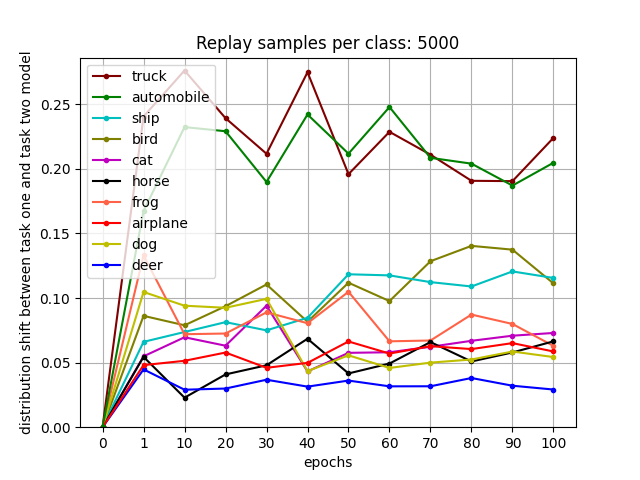 Replay samples per class: 5000
distribution shift between task one and task two model
0.25
0.20
0.15
0.10
0.05
0.00
truck
automobile
ship
bird
cat
horse
frog
airplane
dog
deer
0 1 10 20 30 40 50 60 70 80 90 100
epochs